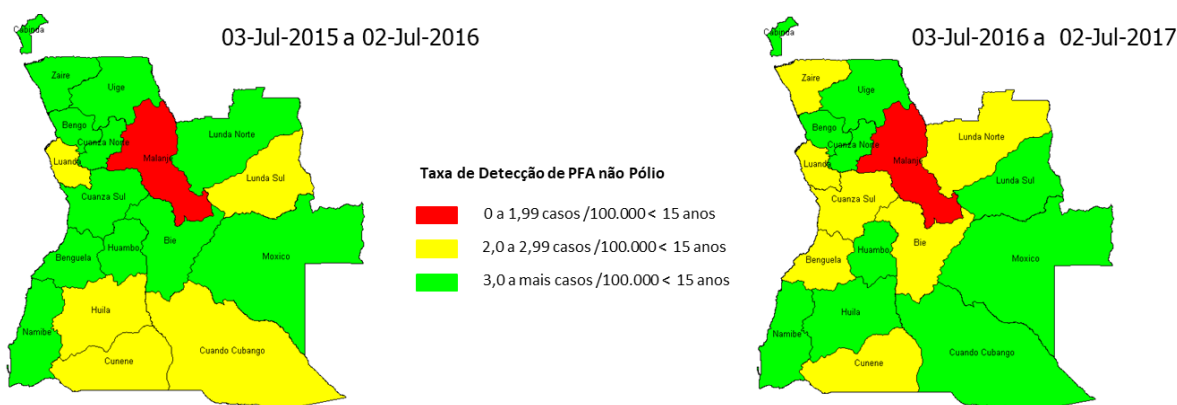 03-Jul-2015 a 02-Jul-2016
Cabinda
Zaire
Uige
Bengo
Cuanza Norte
Luanda
Malanje
Lunda Norte
Lunda Sul
Cuanza Sul
Bie
Huambo
Benguela
Moxico
Huila
Namibe
Cunene
Cuando Cubango
Taxa de Detecção de PFA não Pólio
0 a 1,99 casos /100.000 < 15 anos
2,0 a 2,99 casos /100.000 < 15 anos
3,0 a mais casos /100.000 < 15 anos
03-Jul-2016 a 02-Jul-2017
Cabinda
Zaire
Uige
Bengo
Cuanza Norte
Luanda
Malanje
Lunda Norte
Lunda Sul
Cuanza Sul
Bie
Huambo
Benguela
Moxico
Huila
Namibe
Cunene
Cuando Cubango